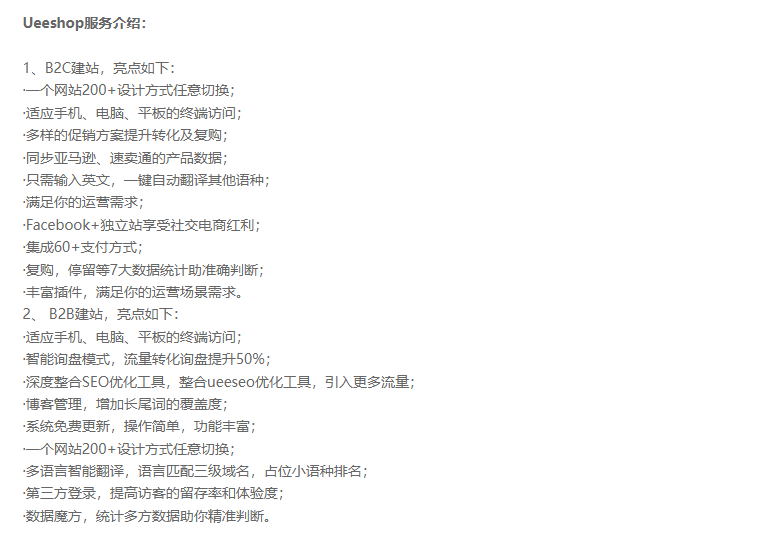 Ueeshop服务介绍：
1、B2C建站，亮点如下：
·一个网站200+设计方式任意切换；
·适应手机、电脑、平板的终端访问；
·多样的促销方案提升转化及复购；
·同步亚马逊、速卖通的产品数据；
·只需输入英文，一键自动翻译其他语种；
·满足你的运营需求；
·Facebook+独立站享受社交电商红利；
·集成60+支付方式；
·复购，停留等7大数据统计助准确判断；
·丰富插件，满足你的运营场景需求。
2、 B2B建站，亮点如下：
·适应手机、电脑、平板的终端访问；
·智能询盘模式，流量转化询盘提升50%；
·深度整合SEO优化工具，整合ueeseo优化工具，引入更多流量；
·博客管理，增加长尾词的覆盖度；
·系统免费更新，操作简单，功能丰富；
·一个网站200+设计方式任意切换；
·多语言智能翻译，语言匹配三级域名，占位小语种排名；
·第三方登录，提高访客的留存率和体验度；
·数据魔方，统计多方数据助你精准判断。